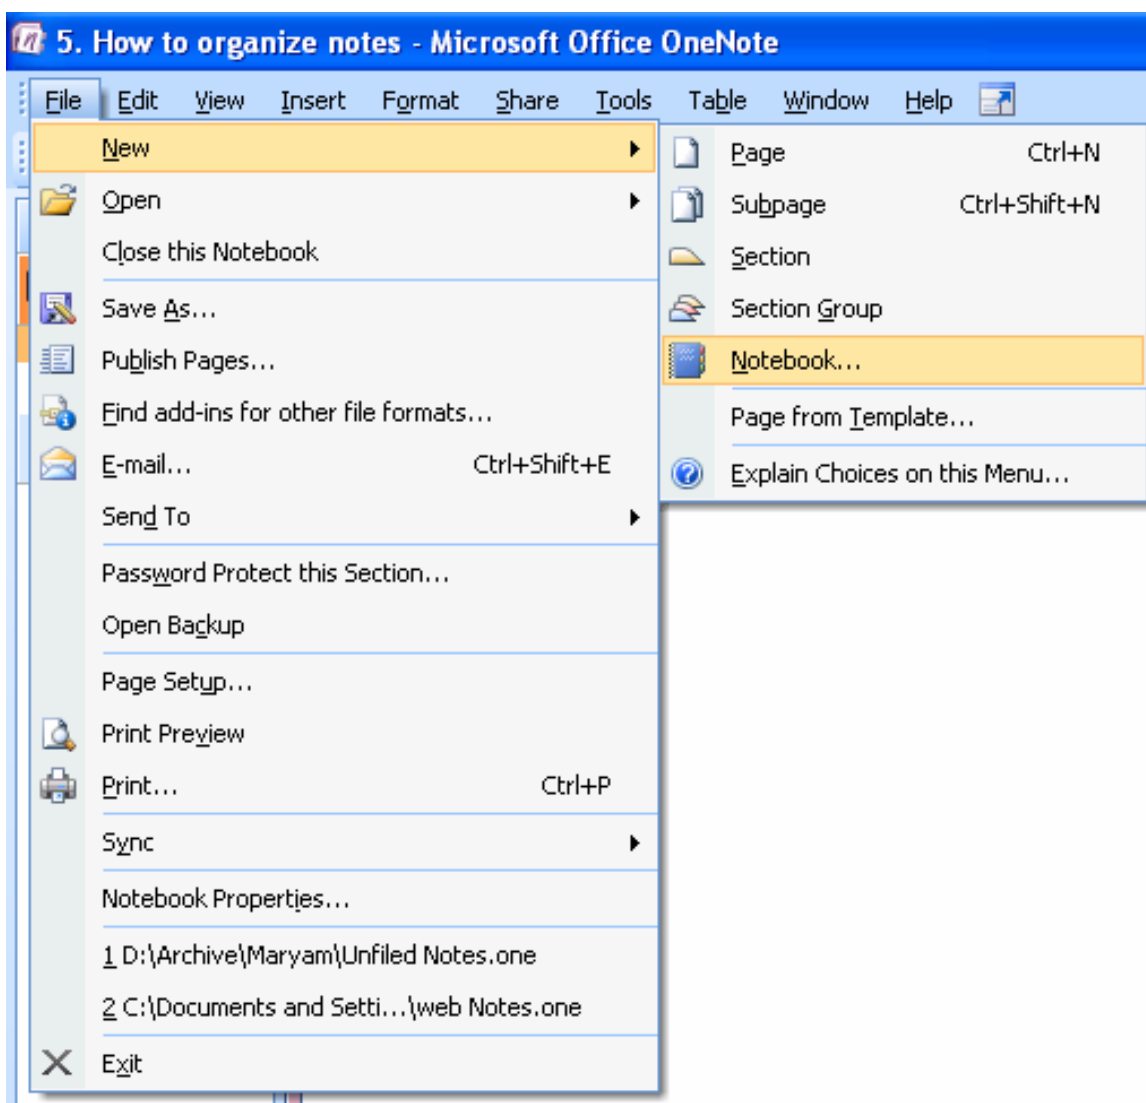 5. How to organize notes - Microsoft Office OneNote
File Edit View Insert Format Share Tools Table Window Help
New
Open
Close this Notebook
Save As...
Publish Pages...
Find add-ins for other file formats...
E-mail... Ctrl+Shift+E
Send To
Password Protect this Section...
Open Backup
Page Setup...
Print Preview
Print... Ctrl+P
Sync
Notebook Properties...
1 D:\Archive\Maryam\Unfiled Notes.one
2 C:\Documents and Setti...\web Notes.one
Exit
Page Ctrl+N
Subpage Ctrl+Shift+N
Section
Section Group
Notebook...
Page from Template...
Explain Choices on this Menu...